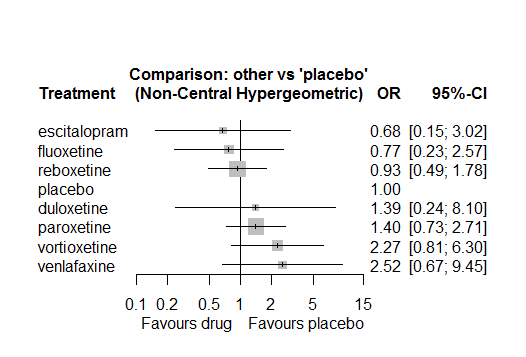 Comparison: other vs 'placebo'
Treatment (Non-Central Hypergeometric) OR 95%-CI
escitalopram 0.68 [0.15; 3.02]
fluoxetine 0.77 [0.23; 2.57]
reboxetine 0.93 [0.49; 1.78]
placebo 1.00
duloxetine 1.39 [0.24; 8.10]
paroxetine 1.40 [0.73; 2.71]
vortioxetine 2.27 [0.81; 6.30]
venlafaxine 2.52 [0.67; 9.45]
0.1 0.2 0.5 1 2 5 15
Favours drug Favours placebo